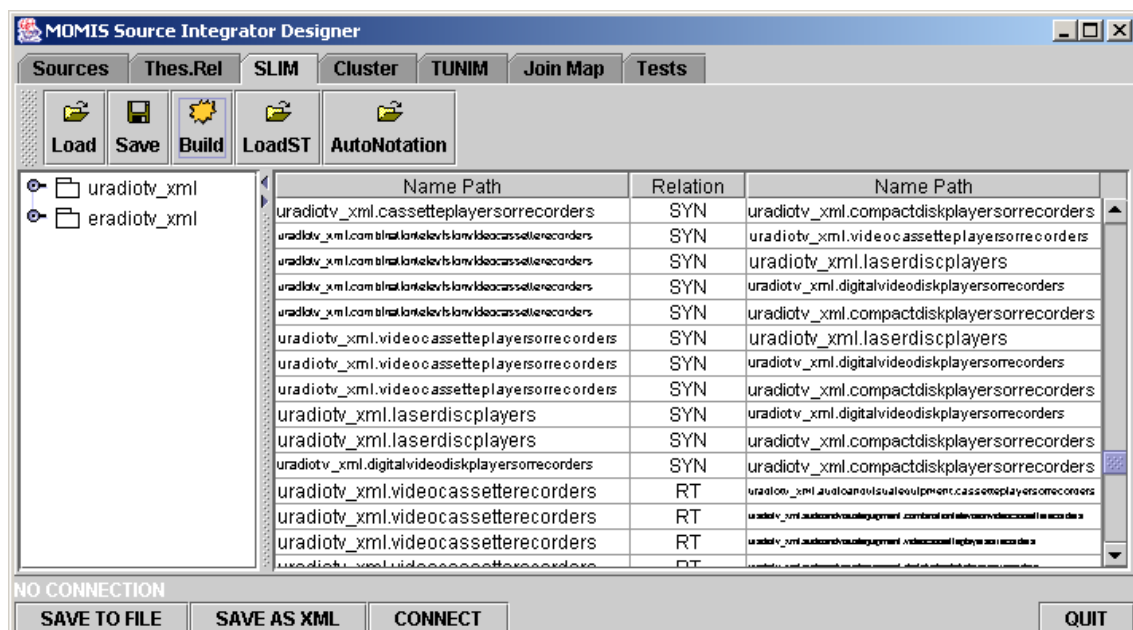 MOMIS Source Integrator Designer
Sources Thes.Rel SLIM Cluster TUNIM Join Map Tests
Load Save Build LoadST AutoNotation
uradiotv_xml
eradiotv_xml
Name Path Relation Name Path
uradiotv_xml.cassetteplayersorrecorders SYN uradiotv_xml.compactdiskplayersorrecorders
uradiotv_xml.combinationtelevisionvideocassetterecorders SYN uradiotv_xml.videocassetteplayersorrecorders
uradiotv_xml.combinationtelevisionvideocassetterecorders SYN uradiotv_xml.laserdiscplayers
uradiotv_xml.combinationtelevisionvideocassetterecorders SYN uradiotv_xml.digitalvideodiskplayersorrecorders
uradiotv_xml.combinationtelevisionvideocassetterecorders SYN uradiotv_xml.compactdiskplayersorrecorders
uradiotv_xml.videocassetteplayersorrecorders SYN uradiotv_xml.laserdiscplayers
uradiotv_xml.videocassetteplayersorrecorders SYN uradiotv_xml.digitalvideodiskplayersorrecorders
uradiotv_xml.videocassetteplayersorrecorders SYN uradiotv_xml.compactdiskplayersorrecorders
uradiotv_xml.laserdiscplayers SYN uradiotv_xml.digitalvideodiskplayersorrecorders
uradiotv_xml.laserdiscplayers SYN uradiotv_xml.compactdiskplayersorrecorders
uradiotv_xml.digitalvideodiskplayersorrecorders SYN uradiotv_xml.compactdiskplayersorrecorders
uradiotv_xml.videocassetterecorders RT uradiotv_xml.audioandvisualequipment.cassetteplayersorrecorders
uradiotv_xml.videocassetterecorders RT
uradiotv_xml.videocassetterecorders RT
uradiotv_xml.videocassetterecorders RT
NO CONNECTION
SAVE TO FILE SAVE AS XML CONNECT QUIT